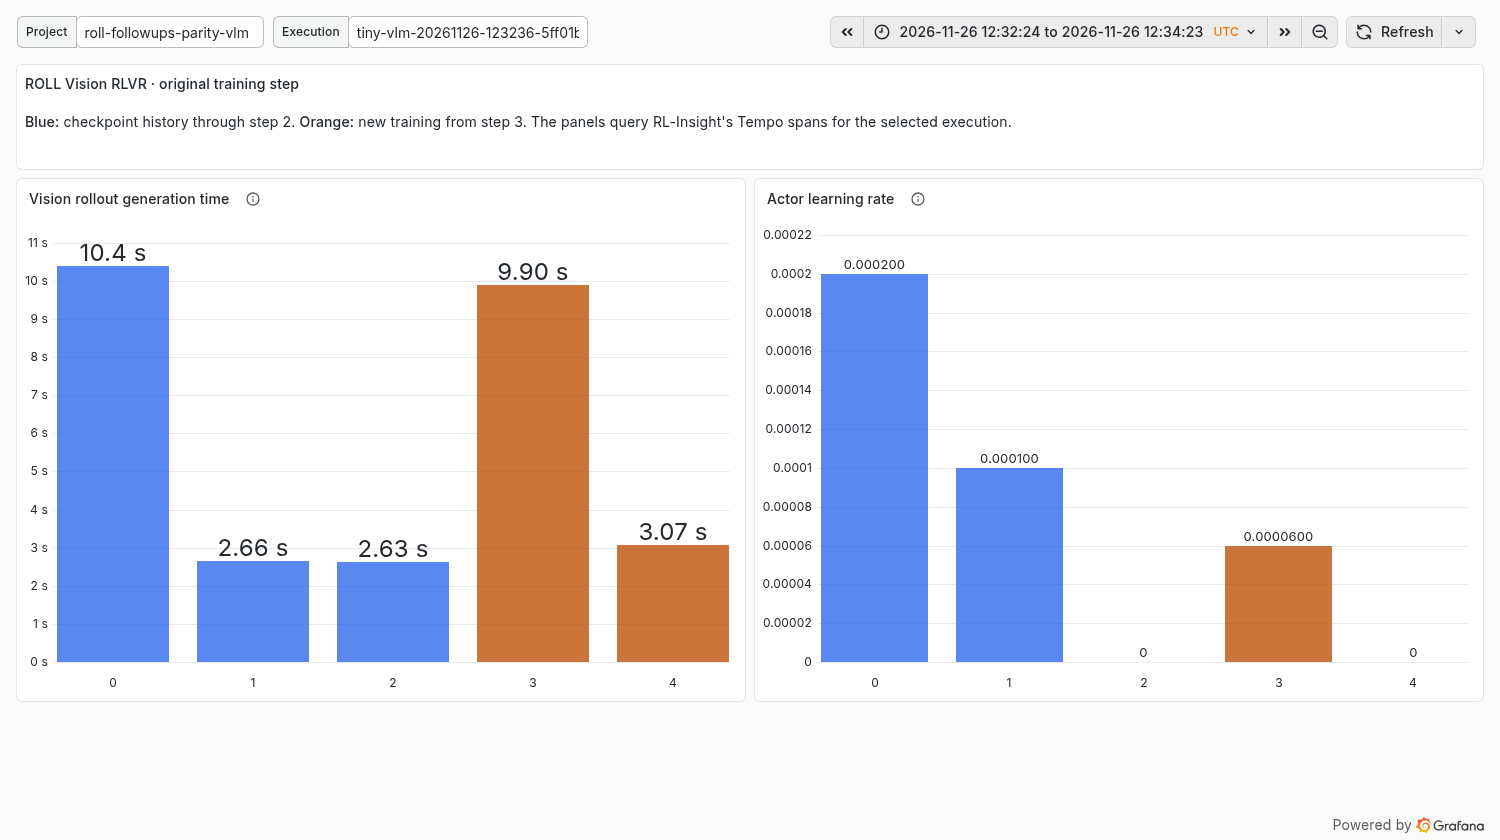 Project roll-followups-parity-vlm Execution tiny-vlm-20261126-123236-5ff01b 2026-11-26 12:32:24 to 2026-11-26 12:34:23 UTC Refresh
ROLL Vision RLVR · original training step
Blue: checkpoint history through step 2. Orange: new training from step 3. The panels query RL-Insight's Tempo spans for the selected execution.
Vision rollout generation time
11 s
10 s
9 s
8 s
7 s
6 s
5 s
4 s
3 s
2 s
1 s
0 s
10.4 s
2.66 s
2.63 s
9.90 s
3.07 s
0 1 2 3 4
Actor learning rate
0.00022
0.0002
0.00018
0.00016
0.00014
0.00012
0.0001
0.00008
0.00006
0.00004
0.00002
0
0.000200
0.000100
0
0.0000600
0
0 1 2 3 4
Powered by Grafana